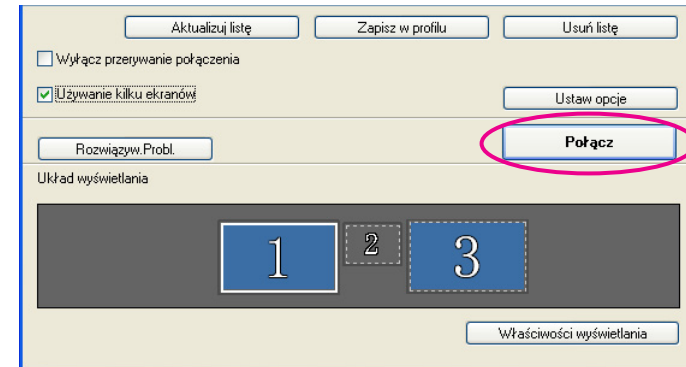 Aktualizuj listę Zapisz w profilu Usuń listę
Wyłącz przerywanie połączenia
Używanie kilku ekranów
Ustaw opcje
Połącz
Rozwiązyw.Probl.
Układ wyświetlania
1 2 3
Właściwości wyświetlania